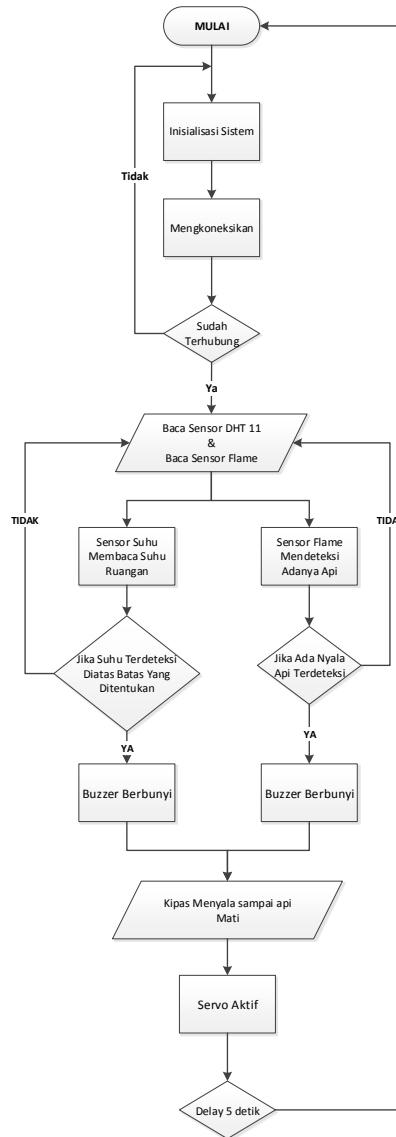 MULAI
Inisialisasi Sistem
Tidak
Mengkoneksikan
Sudah
Terhubung
Ya
Baca Sensor DHT 11
&
Baca Sensor Flame
TIDAK
TIDA
Sensor Suhu
Membaca Suhu
Ruangan
Sensor Flame
Mendeteksi
Adanya Api
Jika Suhu Terdeteksi
Diatas Batas Yang
Ditentukan
Jika Ada Nyala
Api Terdeteksi
YA
YA
Buzzer Berbunyi
Buzzer Berbunyi
Kipas Menyala sampai api
Mati
Servo Aktif
Delay 5 detik